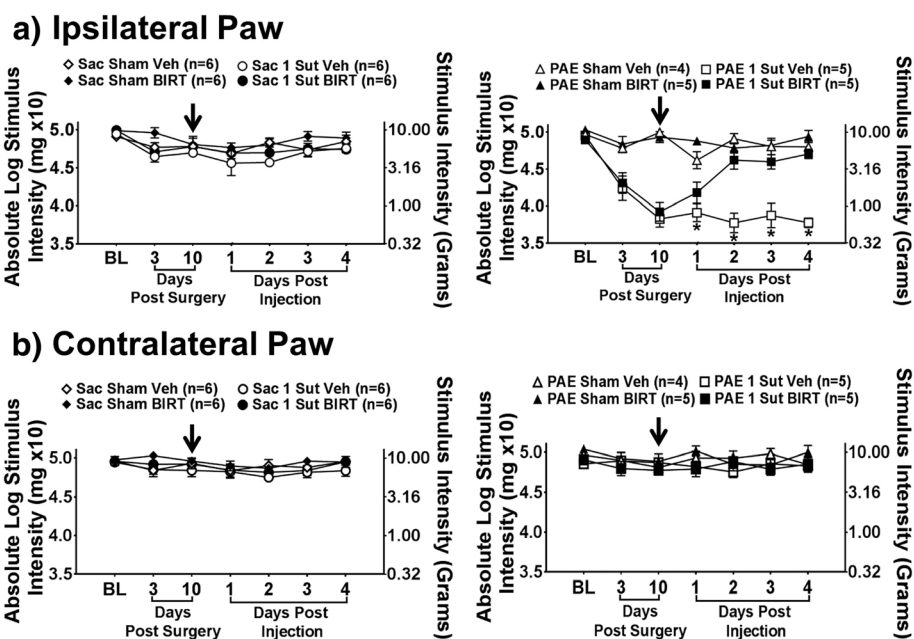 a) Ipsilateral Paw
Sac Sham Veh (n=6)
Sac 1 Sut Veh (n=6)
Sac Sham BIRT (n=6)
Sac 1 Sut BIRT (n=6)
Absolute Log Stimulus
Intensity (mg x10)
5.0
4.5
4.0
3.5
10.00
3.16
1.00
0.32
Stimulus Intensity (Grams)
BL 3 10 1 2 3 4
Days
Post Surgery
Days Post
Injection
PAE Sham Veh (n=4)
PAE 1 Sut Veh (n=5)
PAE Sham BIRT (n=5)
PAE 1 Sut BIRT (n=5)
Absolute Log Stimulus
Intensity (mg x10)
5.0
4.5
4.0
3.5
10.00
3.16
1.00
0.32
Stimulus Intensity (Grams)
* * * *
BL 3 10 1 2 3 4
Days
Post Surgery
Days Post
Injection
b) Contralateral Paw
Sac Sham Veh (n=6)
Sac 1 Sut Veh (n=6)
Sac Sham BIRT (n=6)
Sac 1 Sut BIRT (n=6)
Absolute Log Stimulus
Intensity (mg x10)
5.0
4.5
4.0
3.5
10.00
3.16
1.00
0.32
Stimulus Intensity (Grams)
BL 3 10 1 2 3 4
Days
Post Surgery
Days Post
Injection
PAE Sham Veh (n=4)
PAE 1 Sut Veh (n=5)
PAE Sham BIRT (n=5)
PAE 1 Sut BIRT (n=5)
Absolute Log Stimulus
Intensity (mg x10)
5.0
4.5
4.0
3.5
10.00
3.16
1.00
0.32
Stimulus Intensity (Grams)
BL 3 10 1 2 3 4
Days
Post Surgery
Days Post
Injection